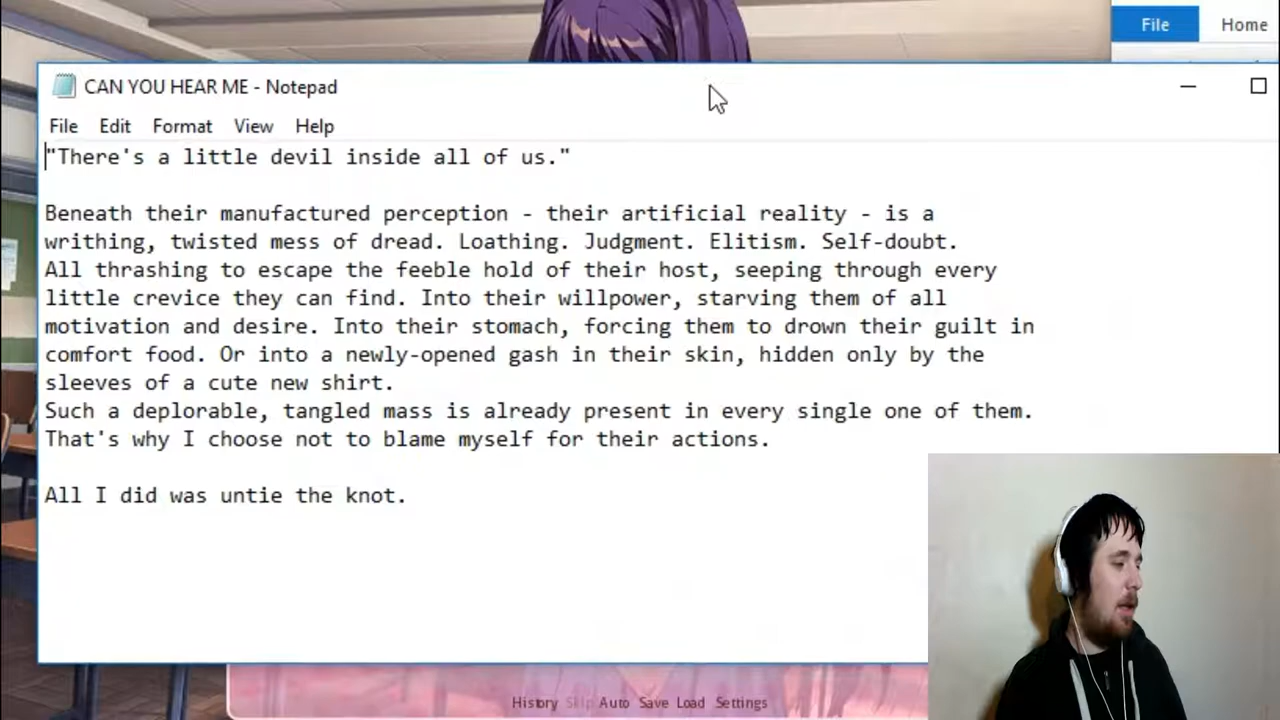 File Home
CAN YOU HEAR ME - Notepad
File Edit Format View Help
"There's a little devil inside all of us."
Beneath their manufactured perception - their artificial reality - is a
writhing, twisted mess of dread. Loathing. Judgment. Elitism. Self-doubt.
All thrashing to escape the feeble hold of their host, seeping through every
little crevice they can find. Into their willpower, starving them of all
motivation and desire. Into their stomach, forcing them to drown their guilt in
comfort food. Or into a newly-opened gash in their skin, hidden only by the
sleeves of a cute new shirt.
Such a deplorable, tangled mass is already present in every single one of them.
That's why I choose not to blame myself for their actions.
All I did was untie the knot.
History Skip Auto Save Load Settings